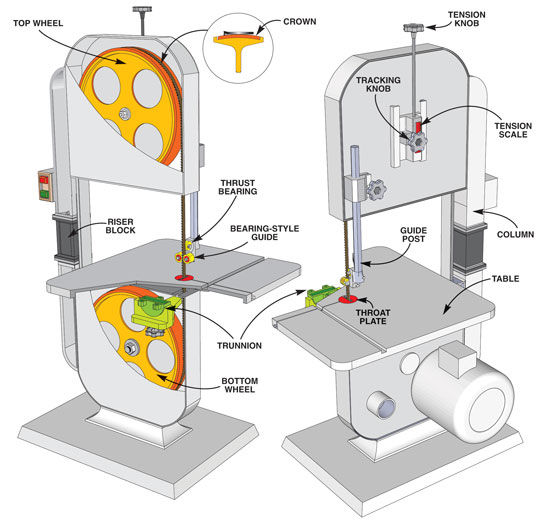 TOP WHEEL
CROWN
TENSION
KNOB
TRACKING
KNOB
TENSION
SCALE
THRUST
BEARING
RISER
BLOCK
BEARING-STYLE
GUIDE
GUIDE
POST
COLUMN
TABLE
THROAT
PLATE
TRUNNION
BOTTOM
WHEEL